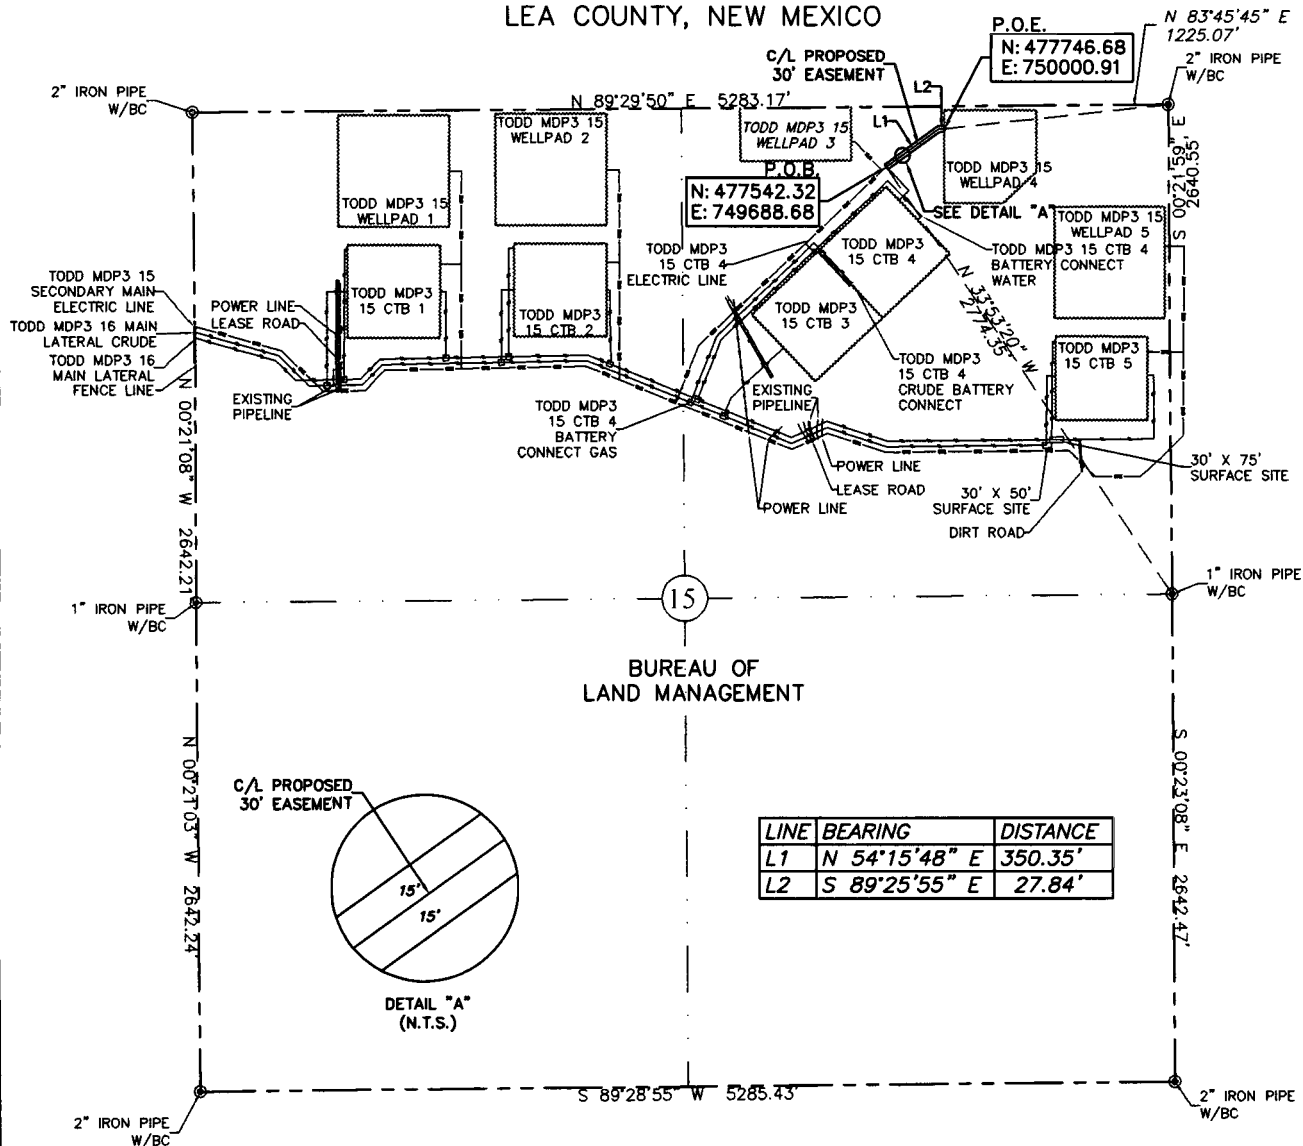 LEA COUNTY, NEW MEXICO
P.O.E.
N: 477746.68
E: 750000.91
N 83°45'45" E
1225.07'
C/L PROPOSED
30' EASEMENT
2" IRON PIPE
W/BC
2" IRON PIPE
W/BC
L2
N 89°29'50" E 5283.17'
L1
TODD MDP3 15
WELLPAD 1
TODD MDP3 15
WELLPAD 2
TODD MDP3 15
WELLPAD 3
TODD MDP3 15
WELLPAD 4
S 00°21'59" E
2640.55'
P.O.B.
N: 477542.32
E: 749688.68
SEE DETAIL "A"
TODD MDP3 15
WELLPAD 5
TODD MDP3
15 CTB 4
ELECTRIC LINE
TODD MDP3
15 CTB 4
TODD MDP3 15 CTB 4
BATTERY CONNECT
WATER
N 33°53'20" W
2774.35'
TODD MDP3 15
SECONDARY MAIN
ELECTRIC LINE
TODD MDP3 16 MAIN
LATERAL CRUDE
TODD MDP3 16
MAIN LATERAL
FENCE LINE
POWER LINE
LEASE ROAD
TODD MDP3
15 CTB 1
TODD MDP3
15 CTB 2
TODD MDP3
15 CTB 3
TODD MDP3
15 CTB 5
EXISTING
PIPELINE
TODD MDP3
15 CTB 4
BATTERY
CONNECT GAS
EXISTING
PIPELINE
TODD MDP3
15 CTB 4
CRUDE BATTERY
CONNECT
POWER LINE
LEASE ROAD
POWER LINE
30' X 75'
SURFACE SITE
30' X 50'
SURFACE SITE
DIRT ROAD
N 00°21'08" W 2642.21'
1" IRON PIPE
W/BC
15
1" IRON PIPE
W/BC
BUREAU OF
LAND MANAGEMENT
N 00°21'03" W 2642.24'
S 00°23'08" E 2642.47'
C/L PROPOSED
30' EASEMENT
15'
15'
DETAIL "A"
(N.T.S.)
LINE BEARING DISTANCE
L1 N 54°15'48" E 350.35'
L2 S 89°25'55" E 27.84'
S 89°28'55" W 5285.43'
2" IRON PIPE
W/BC
2" IRON PIPE
W/BC